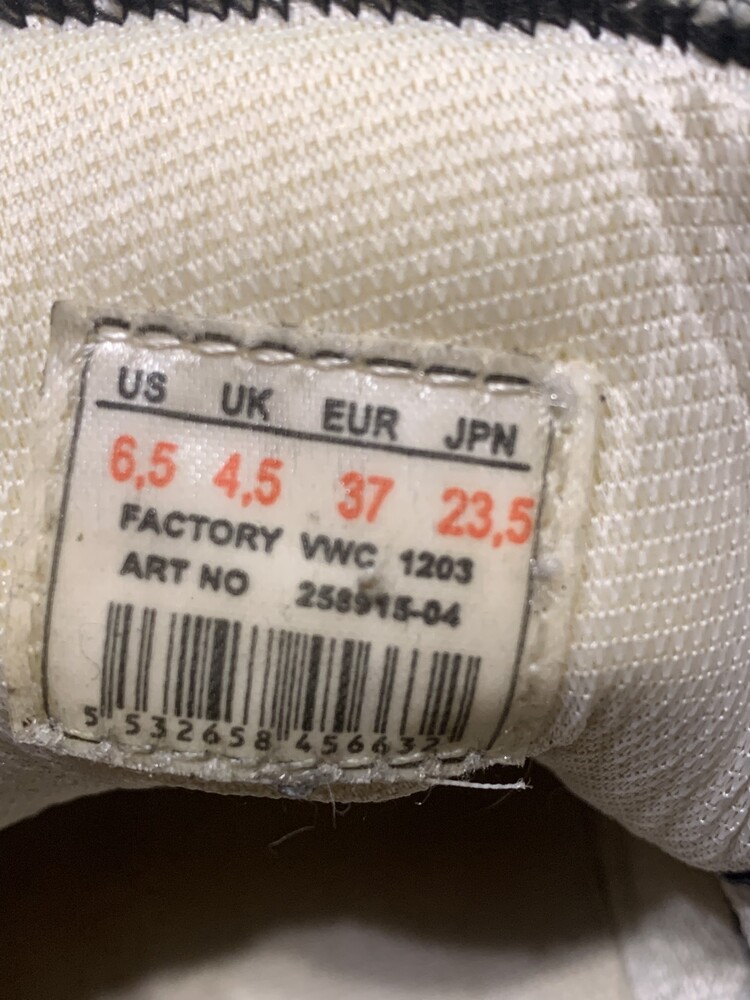 US UK EUR JPN
6,5 4,5 37 23,5
FACTORY VWC 1203
ART NO 258915-04
5 532658 456632